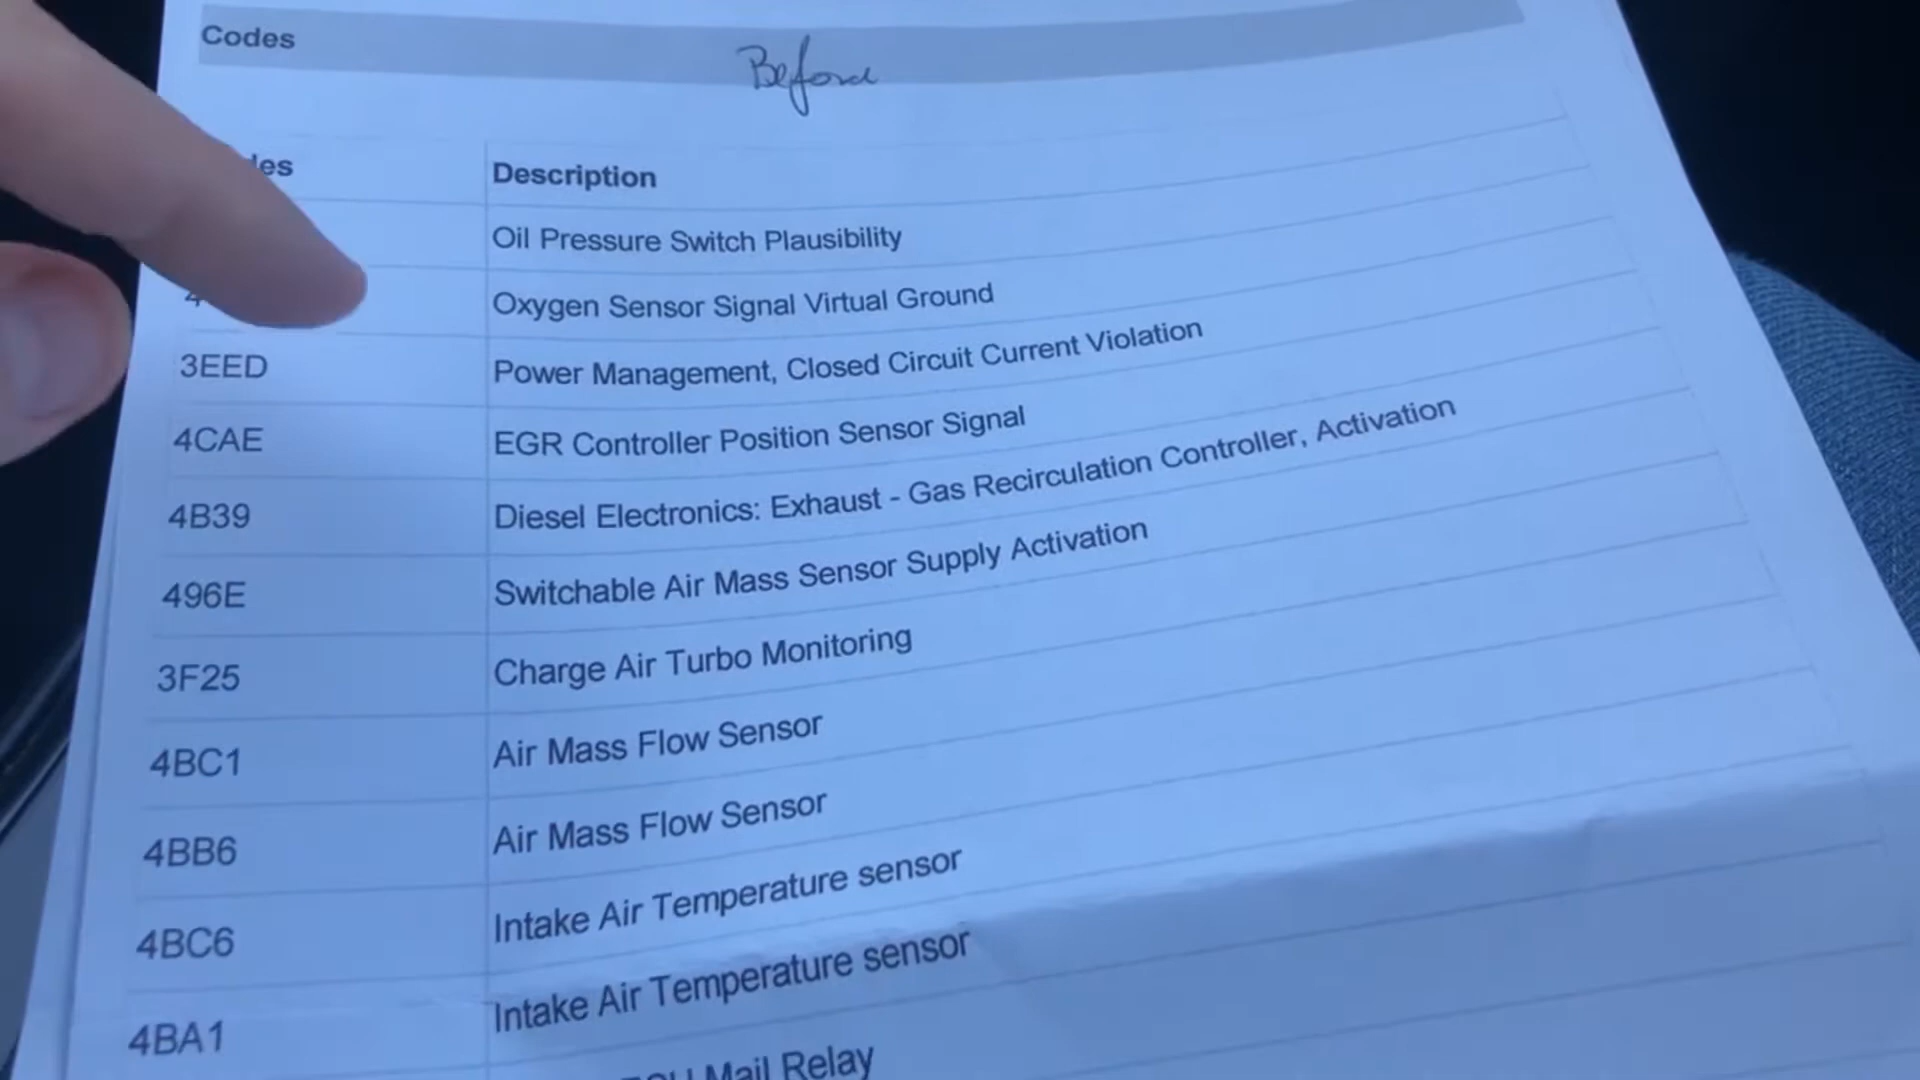 Codes
Before
Description
Oil Pressure Switch Plausibility
Oxygen Sensor Signal Virtual Ground
3EED Power Management, Closed Circuit Current Violation
4CAE EGR Controller Position Sensor Signal
4B39 Diesel Electronics: Exhaust - Gas Recirculation Controller, Activation
496E Switchable Air Mass Sensor Supply Activation
3F25 Charge Air Turbo Monitoring
4BC1 Air Mass Flow Sensor
4BB6 Air Mass Flow Sensor
4BC6 Intake Air Temperature sensor
4BA1 Intake Air Temperature sensor
Mail Relay